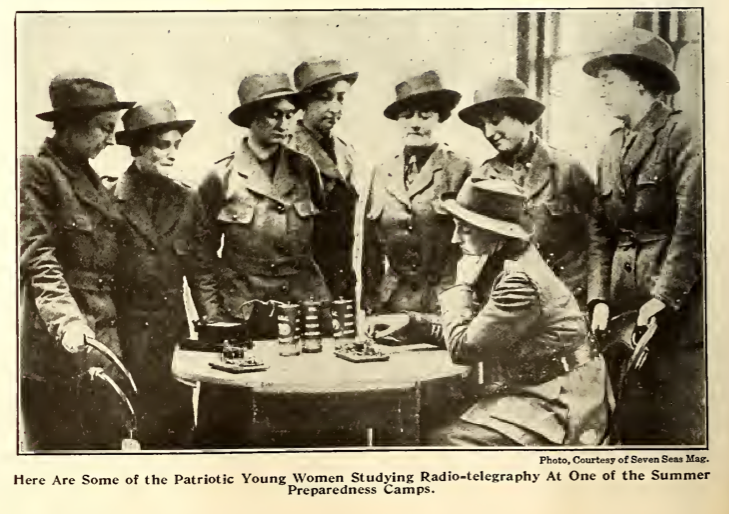 Photo, Courtesy of Seven Seas Mag.
Here Are Some of the Patriotic Young Women Studying Radio-telegraphy At One of the Summer
Preparedness Camps.